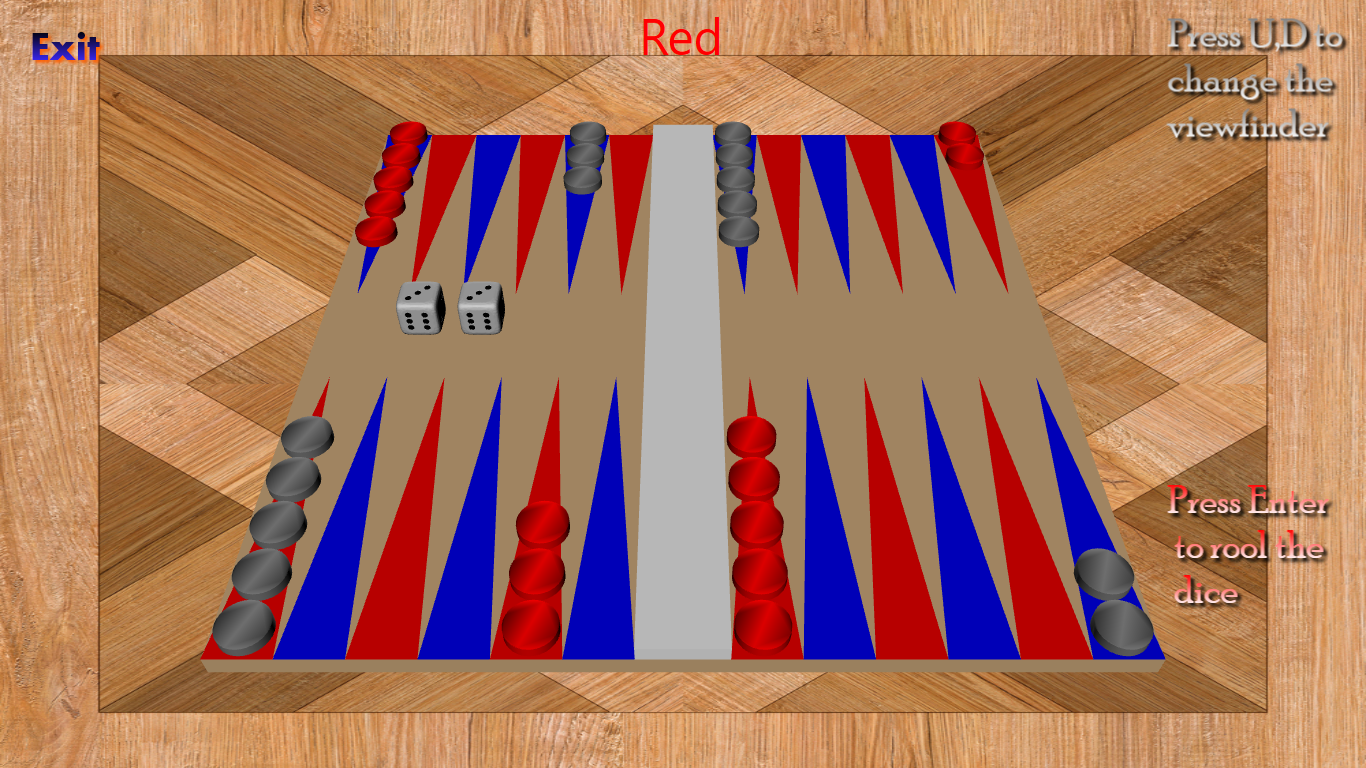 Red
Exit
Press U,D to
change the
viewfinder
Press Enter
to rool the
dice